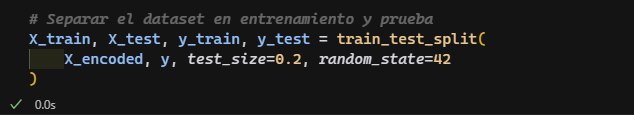 # Separar el dataset en entrenamiento y prueba
X_train, X_test, y_train, y_test = train_test_split(
    X_encoded, y, test_size=0.2, random_state=42
)
✓ 0.0s